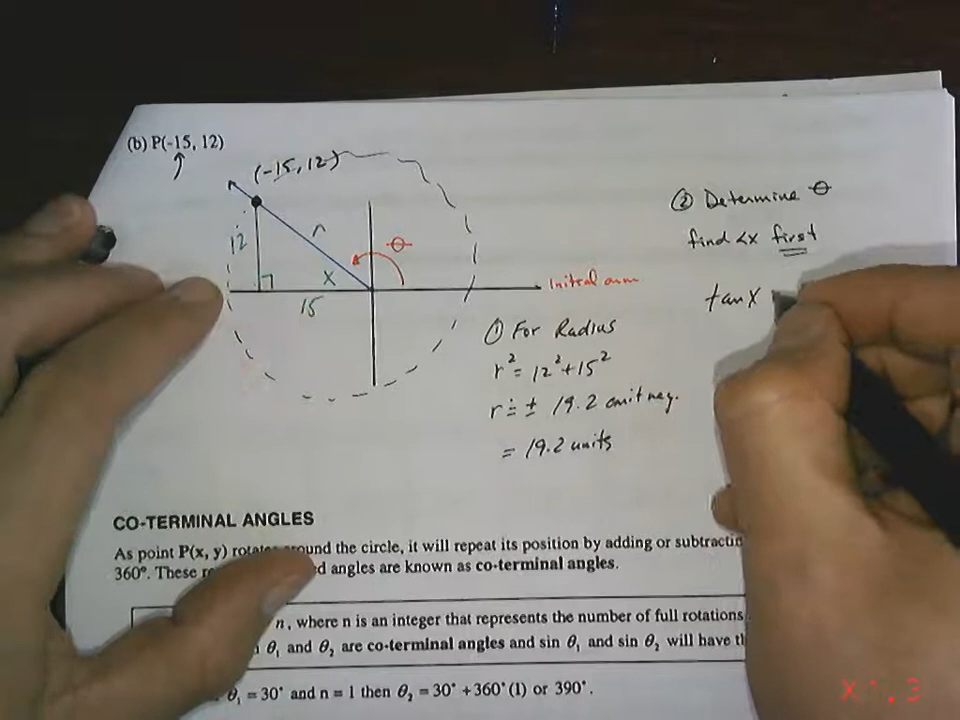 (b) P(-15, 12)
(-15, 12)
12
r
θ
x
15
Initial arm
① For Radius
r² = 12² + 15²
r ≐ ± 19.2 omit neg.
= 19.2 units
② Determine θ
find <x first
tan x
CO-TERMINAL ANGLES
As point P(x, y) rotates around the circle, it will repeat its position by adding or
360°. These angles are known as co-terminal angles.
n, where n is an integer that represents the number of full rotations
θ₁ and θ₂ are co-terminal angles and sin θ₁ and sin θ₂ will have
θ₁ = 30° and n = 1 then θ₂ = 30° + 360°(1) or 390°.